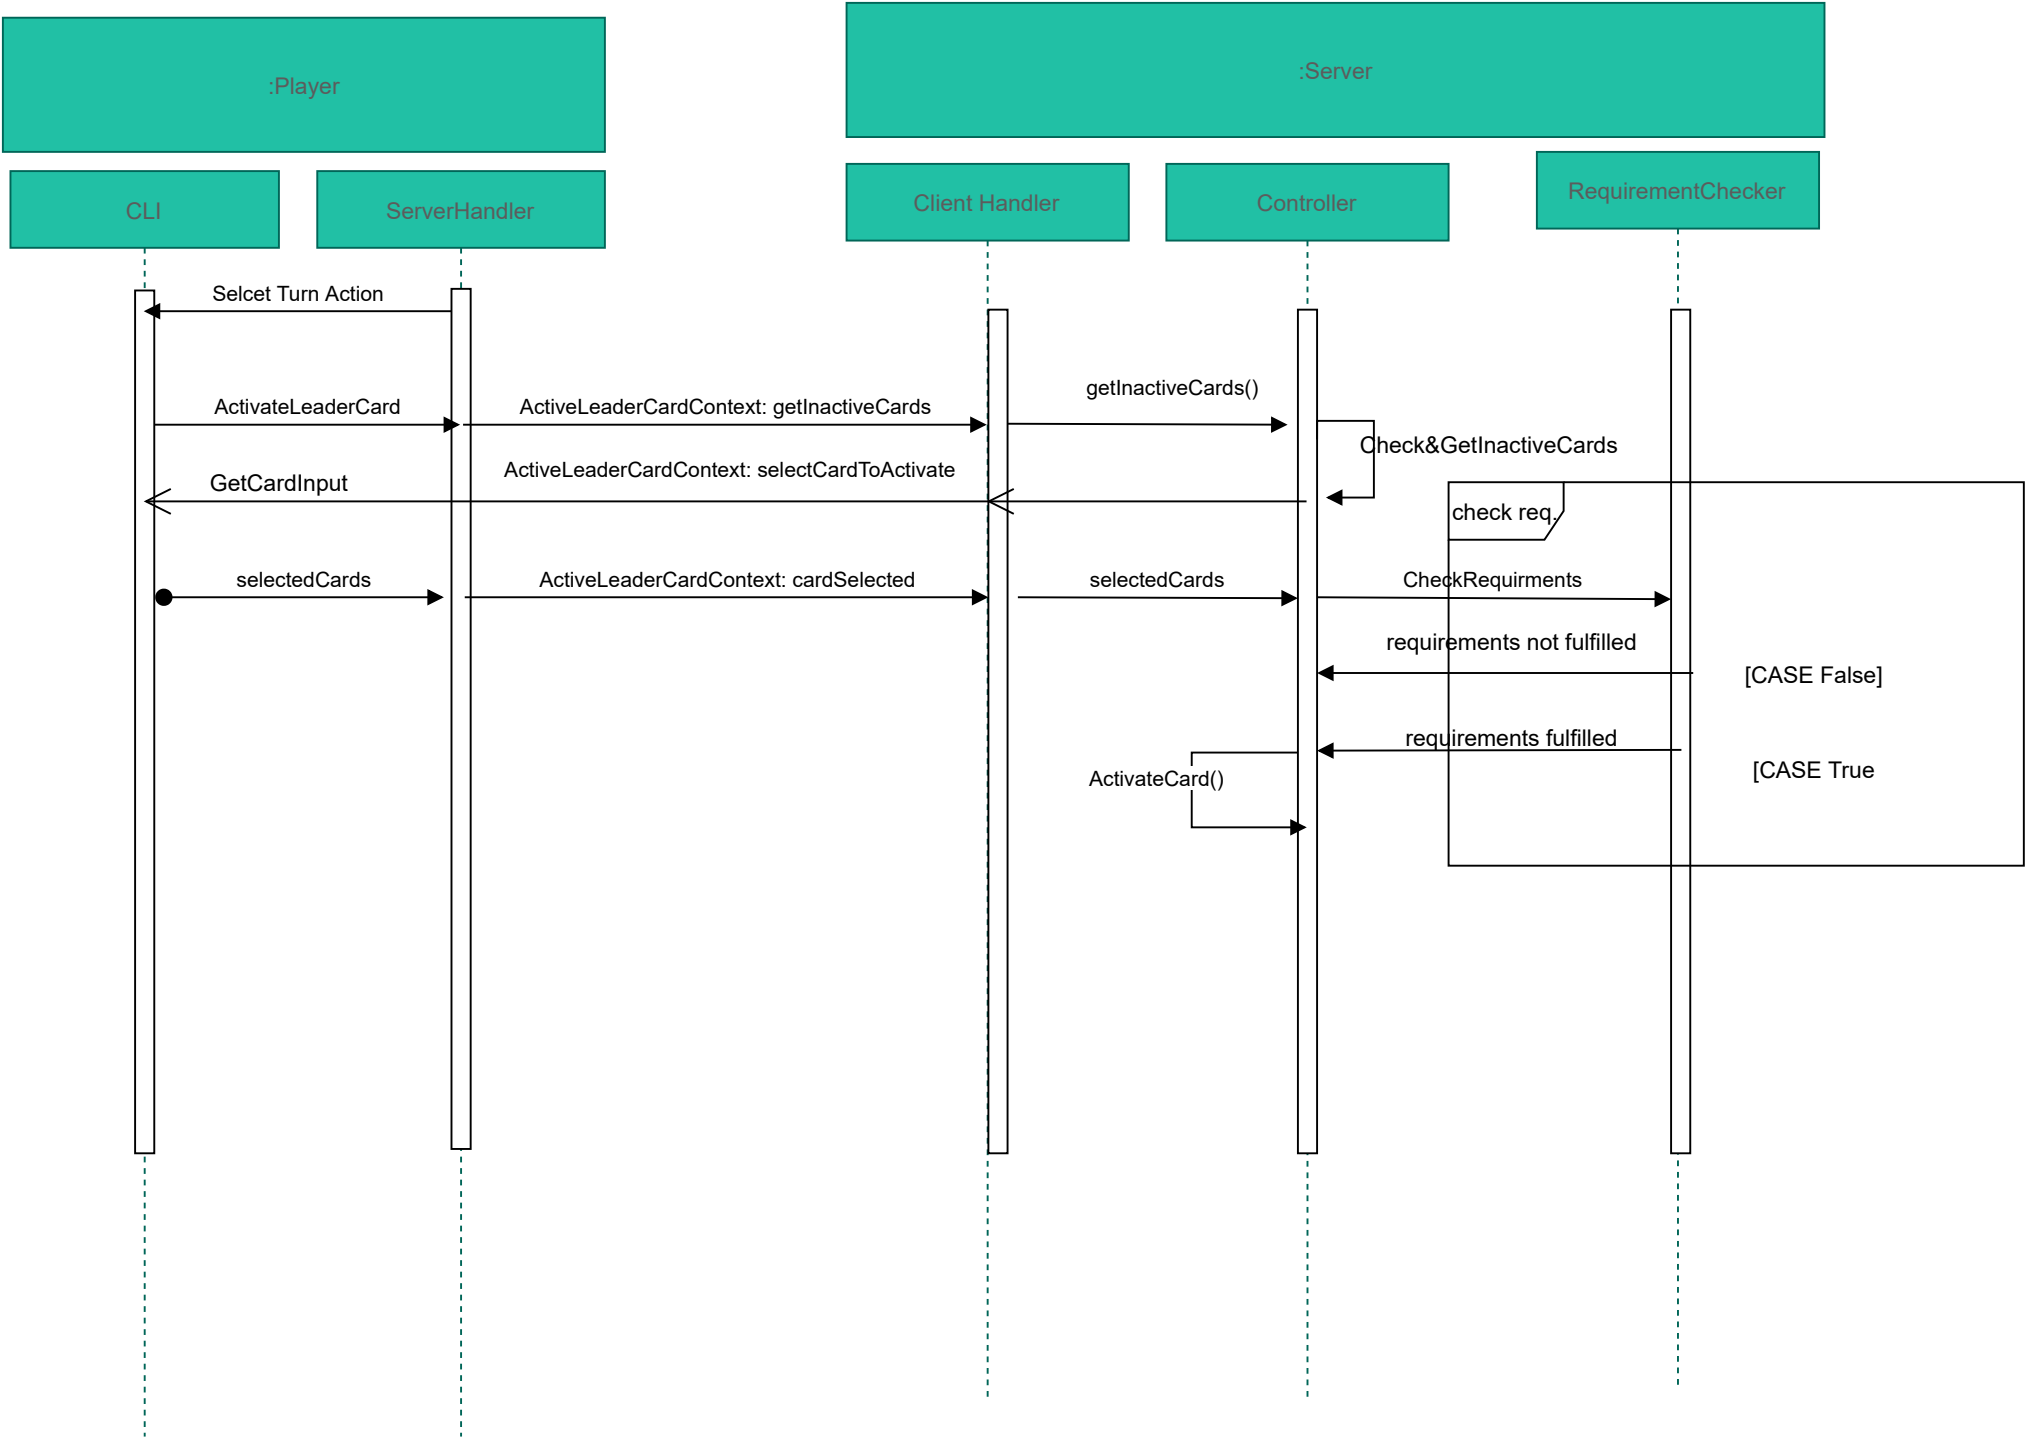 :Player
:Server
CLI
ServerHandler
Client Handler
Controller
RequirementChecker
Selcet Turn Action
ActivateLeaderCard
ActiveLeaderCardContext: getInactiveCards
getInactiveCards()
Check&GetInactiveCards
GetCardInput
ActiveLeaderCardContext: selectCardToActivate
check req.
selectedCards
ActiveLeaderCardContext: cardSelected
selectedCards
CheckRequirments
requirements not fulfilled
[CASE False]
requirements fulfilled
[CASE True
ActivateCard()